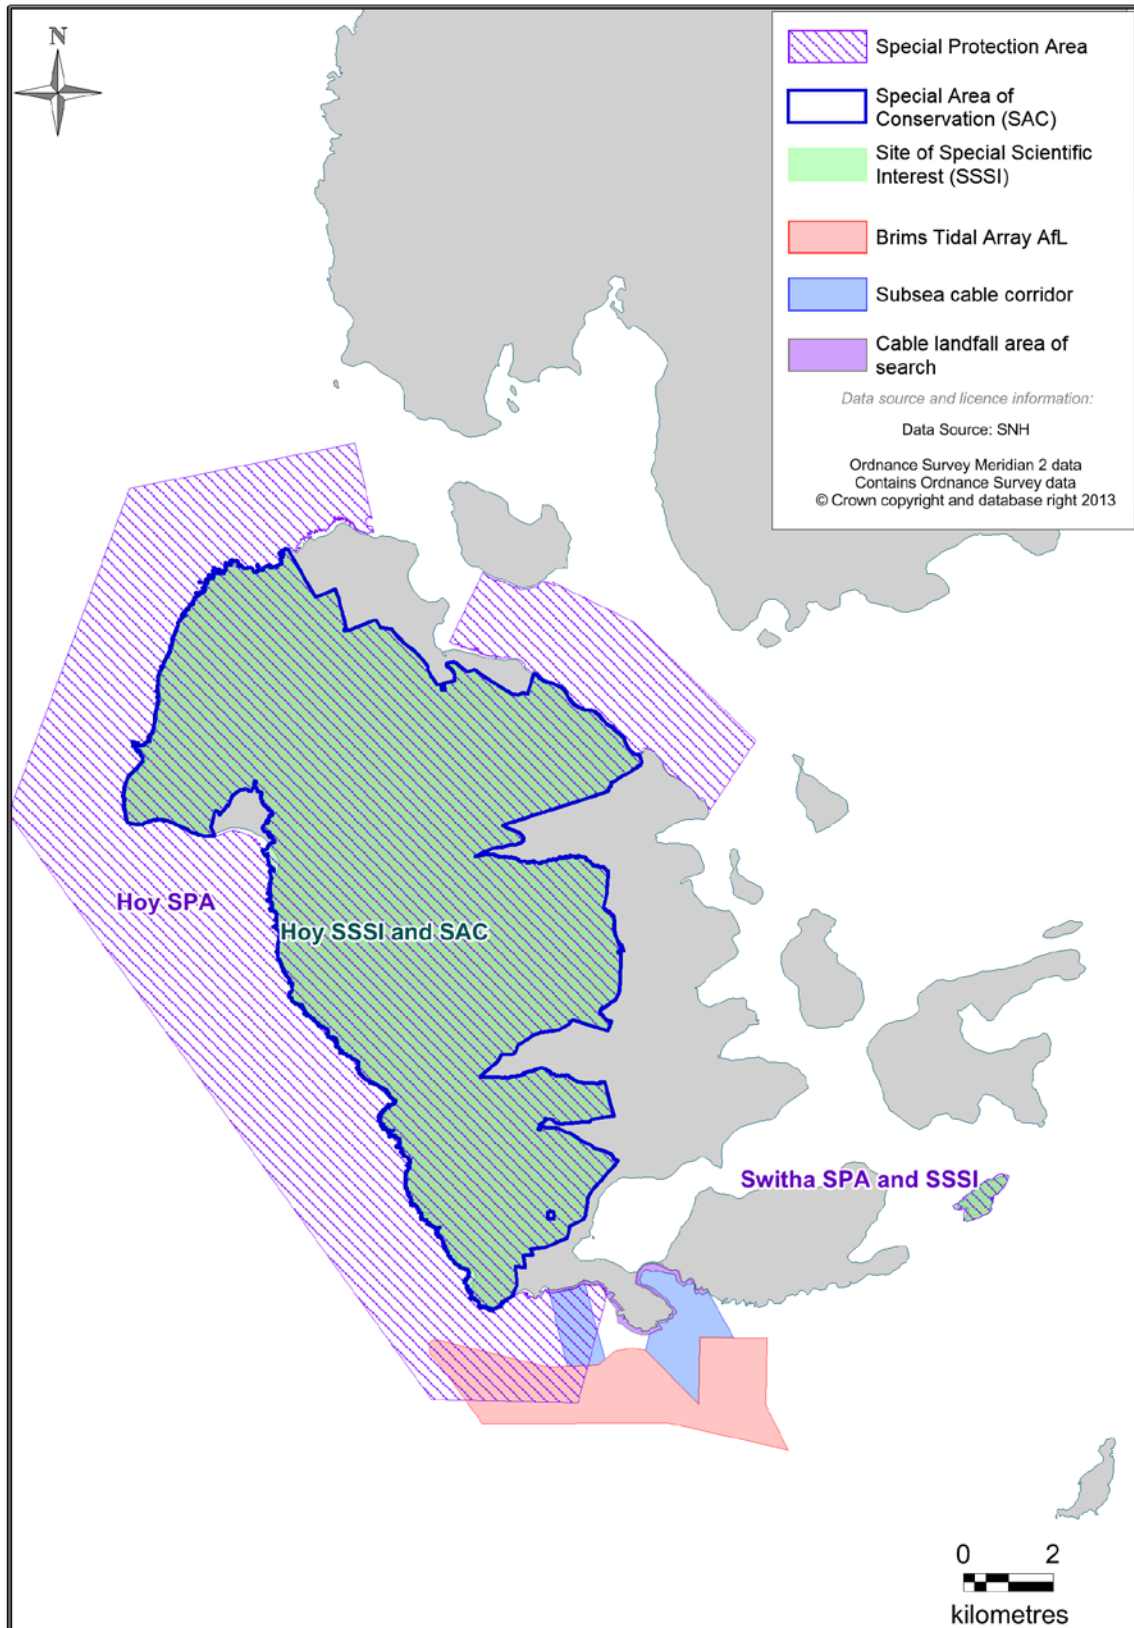 N
Special Protection Area
Special Area of
Conservation (SAC)
Site of Special Scientific
Interest (SSSI)
Brims Tidal Array AfL
Subsea cable corridor
Cable landfall area of
search
Data source and licence information:
Data Source: SNH
Ordnance Survey Meridian 2 data
Contains Ordnance Survey data
© Crown copyright and database right 2013
Hoy SPA
Hoy SSSI and SAC
Switha SPA and SSSI
0 2
kilometres